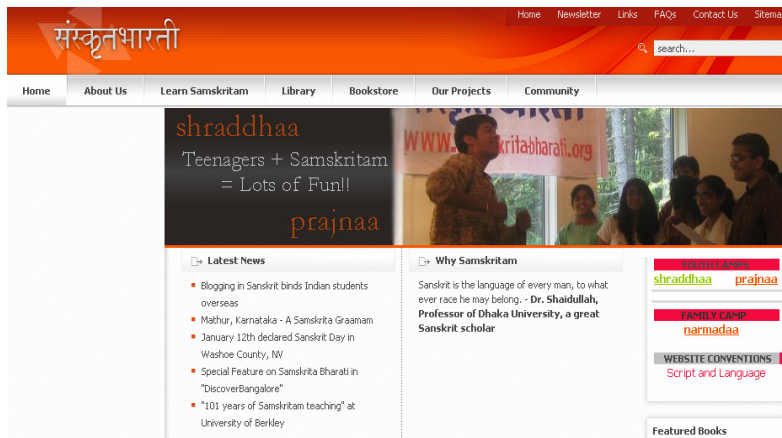 Home Newsletter Links FAQs Contact Us Sitema
संस्कृतभारती
search...
Home About Us Learn Samskritam Library Bookstore Our Projects Community
shraddhaa
Teenagers + Samskritam
= Lots of Fun!!
prajnaa
www. krita-bharati.org
Latest News
Blogging in Sanskrit binds Indian students
overseas
Mathur, Karnataka - A Samskrita Graamam
January 12th declared Sanskrit Day in
Washoe County, NV
Special Feature on Samskrita Bharati in
"DiscoverBangalore"
"101 years of Samskritam teaching" at
University of Berkley
Why Samskritam
Sanskrit is the language of every man, to what
ever race he may belong. - Dr. Shaidullah,
Professor of Dhaka University, a great
Sanskrit scholar
YOUTH CAMPS
shraddhaa prajnaa
FAMILY CAMP
narmadaa
WEBSITE CONVENTIONS
Script and Language
Featured Books